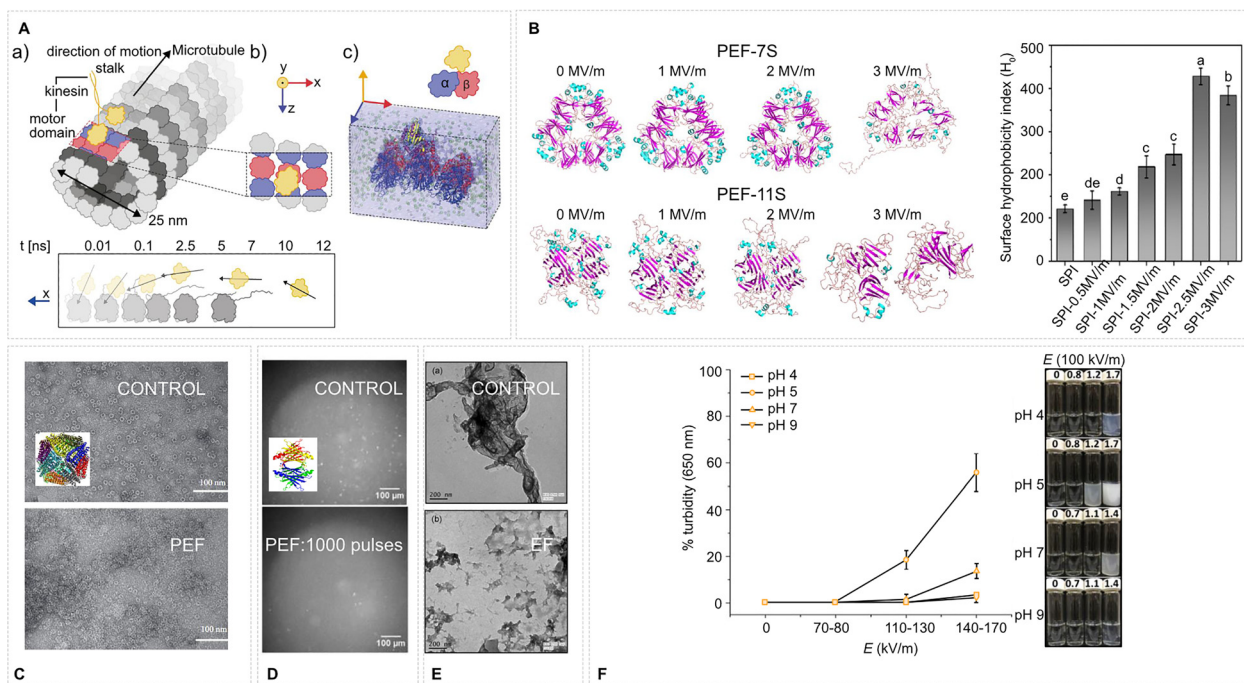 A
a)
direction of motion
stalk
Microtubule
kinesin
motor
domain
25 nm
b)
y
x
z
c)
α
β
t [ns]
0.01
0.1
2.5
5
7
10
12
x
B
PEF-7S
0 MV/m
1 MV/m
2 MV/m
3 MV/m
PEF-11S
0 MV/m
1 MV/m
2 MV/m
3 MV/m
Surface hydrophobicity index (H0)
500
400
300
200
150
200
0
e
de
d
c
c
a
b
SPI
SPI-0.5MV/m
SPI-1MV/m
SPI-1.5MV/m
SPI-2MV/m
SPI-2.5MV/m
SPI-3MV/m
CONTROL
100 nm
PEF
100 nm
C
CONTROL
100 µm
PEF:1000 pulses
100 µm
D
(a)
CONTROL
200 nm
(b)
EF
200 nm
E
% turbidity (650 nm)
100
80
60
40
20
0
pH 4
pH 5
pH 7
pH 9
0
70-80
110-130
140-170
E (kV/m)
E (100 kV/m)
0 0.8 1.2 1.7
pH 4
0 0.8 1.2 1.7
pH 5
0 0.7 1.1 1.4
pH 7
0 0.7 1.1 1.4
pH 9
F